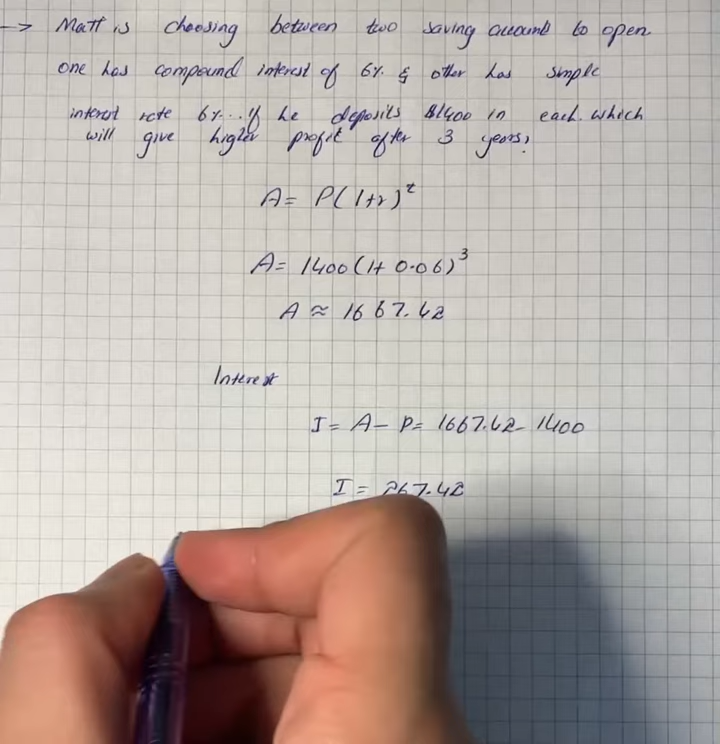 → Matt is choosing between two saving accounts to open
one has compound interest of 6% & other has simple
interest rate 6%... if he deposits $1400 in each. which
will give higher profit after 3 years?
A = P(1+r)^t
A = 1400(1+ 0.06)^3
A ≈ 1667.42
Interest
I = A - P = 1667.42 - 1400
I = 267.42